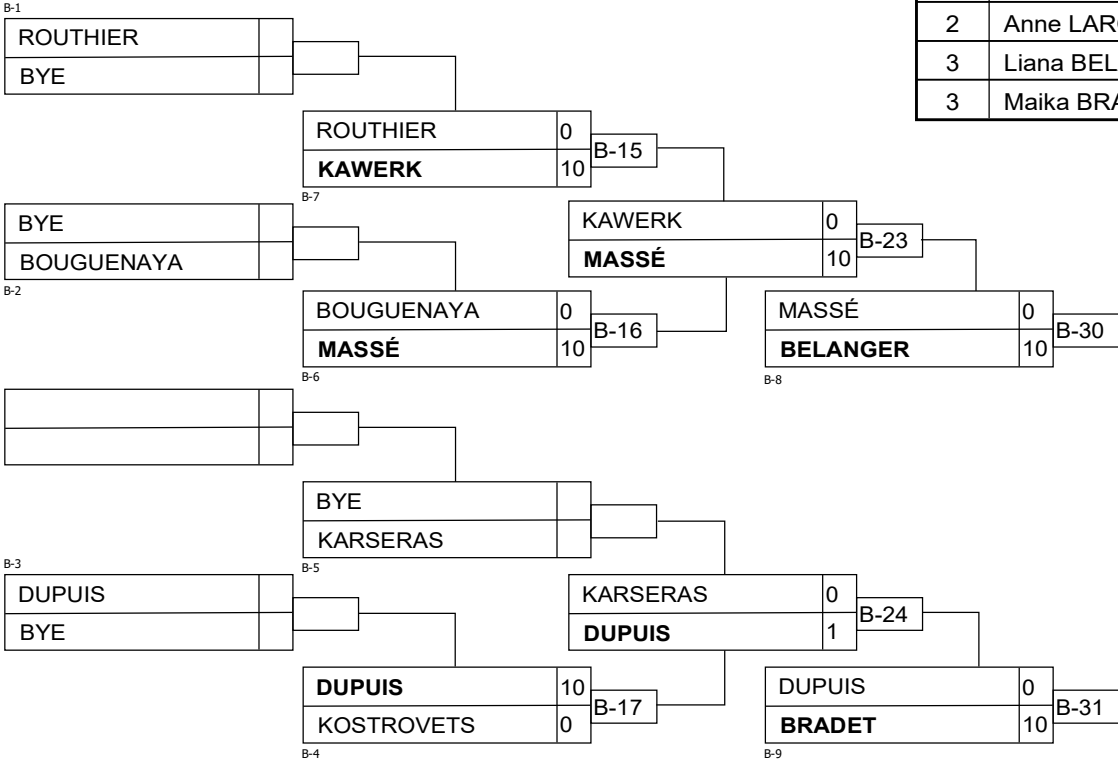 B-1
ROUTHIER
BYE
2 Anne
3 Liana
3 Maika
ROUTHIER 0
KAWERK 10
B-15
B-7
BYE
BOUGUENAYA
B-2
KAWERK 0
MASSÉ 10
B-23
BOUGUENAYA 0
MASSÉ 10
B-16
B-6
MASSÉ 0
BELANGER 10
B-30
B-8
BYE
KARSERAS
B-5
B-3
DUPUIS
BYE
KARSERAS 0
DUPUIS 1
B-24
DUPUIS 10
KOSTROVETS 0
B-17
B-4
DUPUIS 0
BRADET 10
B-31
B-9